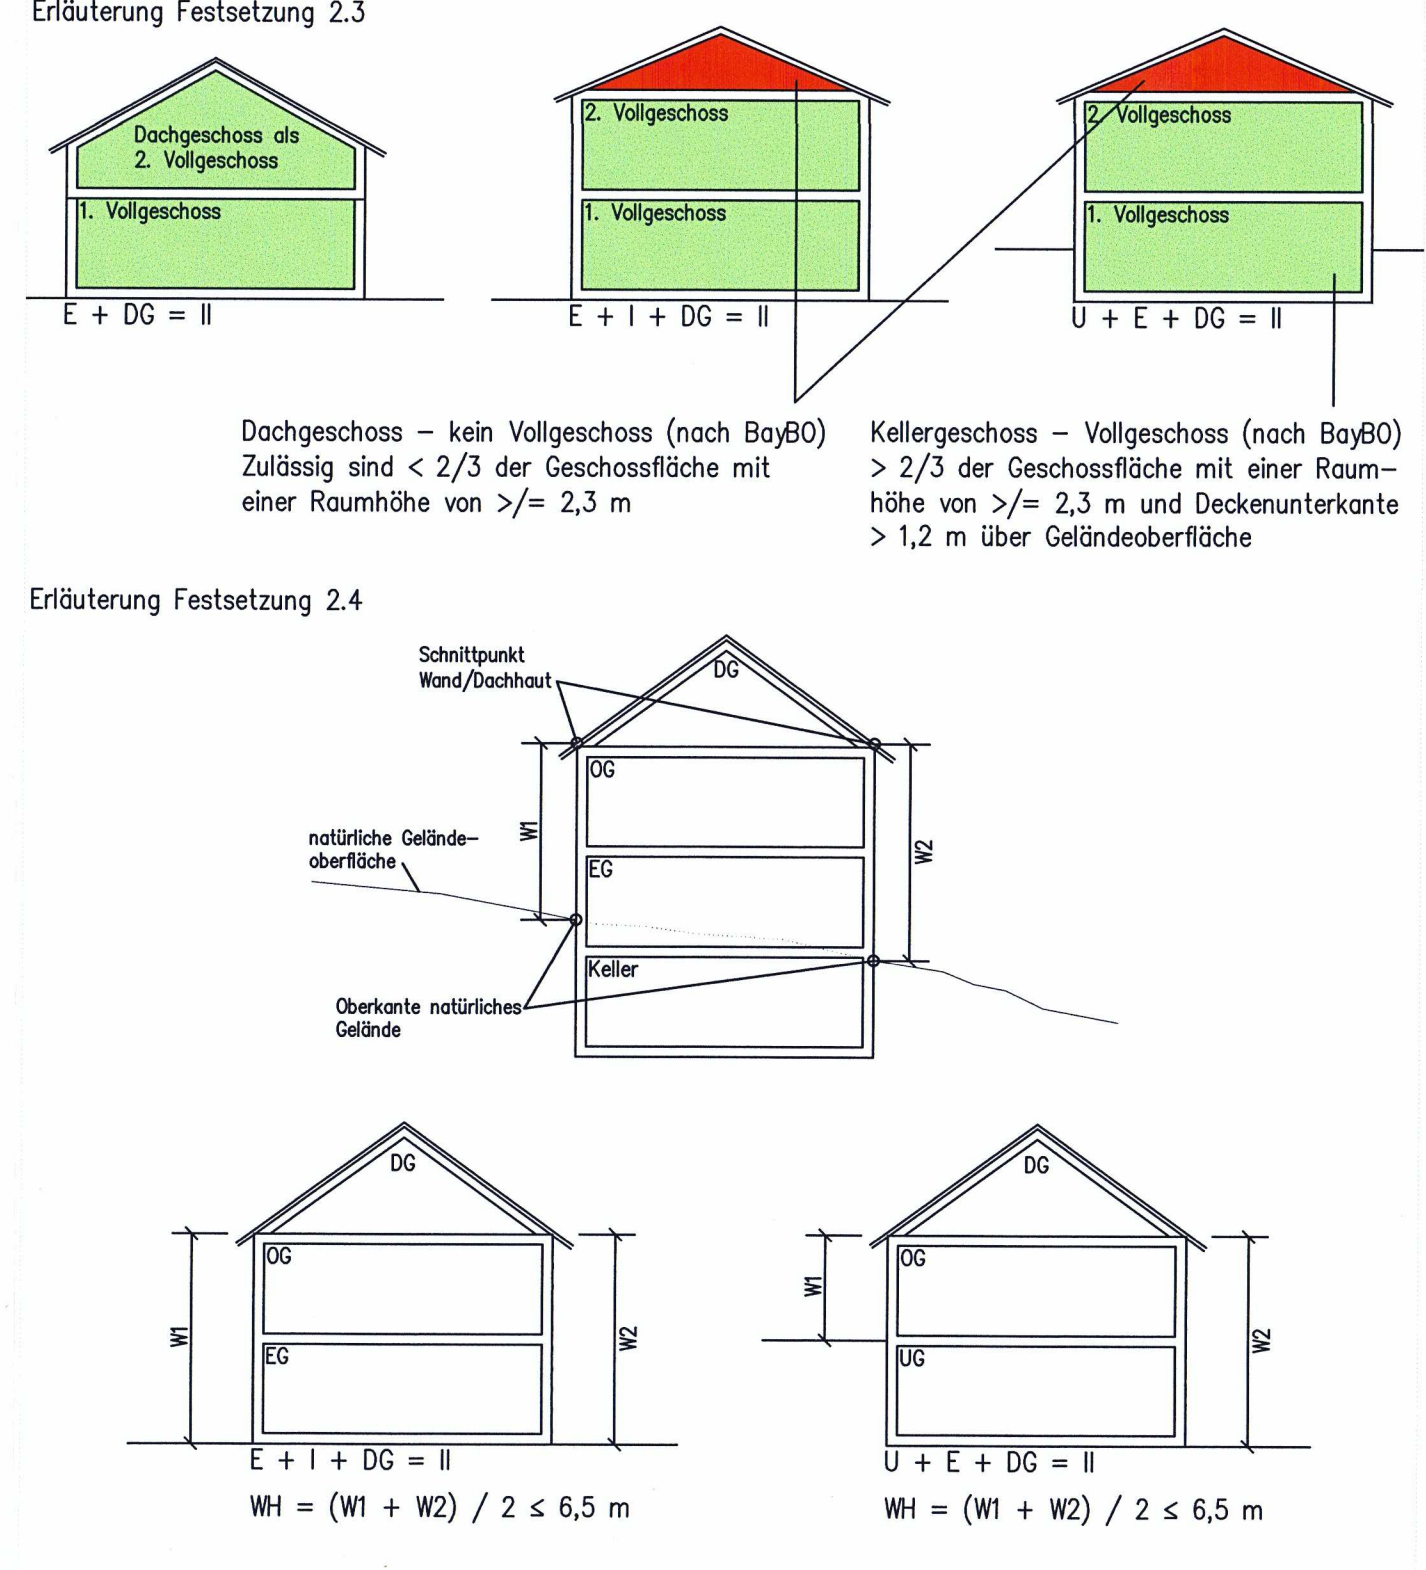 Erläuterung Festsetzung 2.3
Dachgeschoss als
2. Vollgeschoss
1. Vollgeschoss
E + DG = II
2. Vollgeschoss
1. Vollgeschoss
E + I + DG = II
2. Vollgeschoss
1. Vollgeschoss
U + E + DG = II
Dachgeschoss – kein Vollgeschoss (nach BayBO)
Zulässig sind < 2/3 der Geschossfläche mit
einer Raumhöhe von >/= 2,3 m
Kellergeschoss – Vollgeschoss (nach BayBO)
> 2/3 der Geschossfläche mit einer Raum–
höhe von >/= 2,3 m und Deckenunterkante
> 1,2 m über Geländeoberfläche
Erläuterung Festsetzung 2.4
Schnittpunkt
Wand/Dachhaut
DG
OG
W1
W2
natürliche Gelände–
oberfläche
EG
Keller
Oberkante natürliches
Gelände
DG
OG
W1
W2
EG
E + I + DG = II
WH = (W1 + W2) / 2 ≤ 6,5 m
DG
OG
W1
W2
UG
U + E + DG = II
WH = (W1 + W2) / 2 ≤ 6,5 m